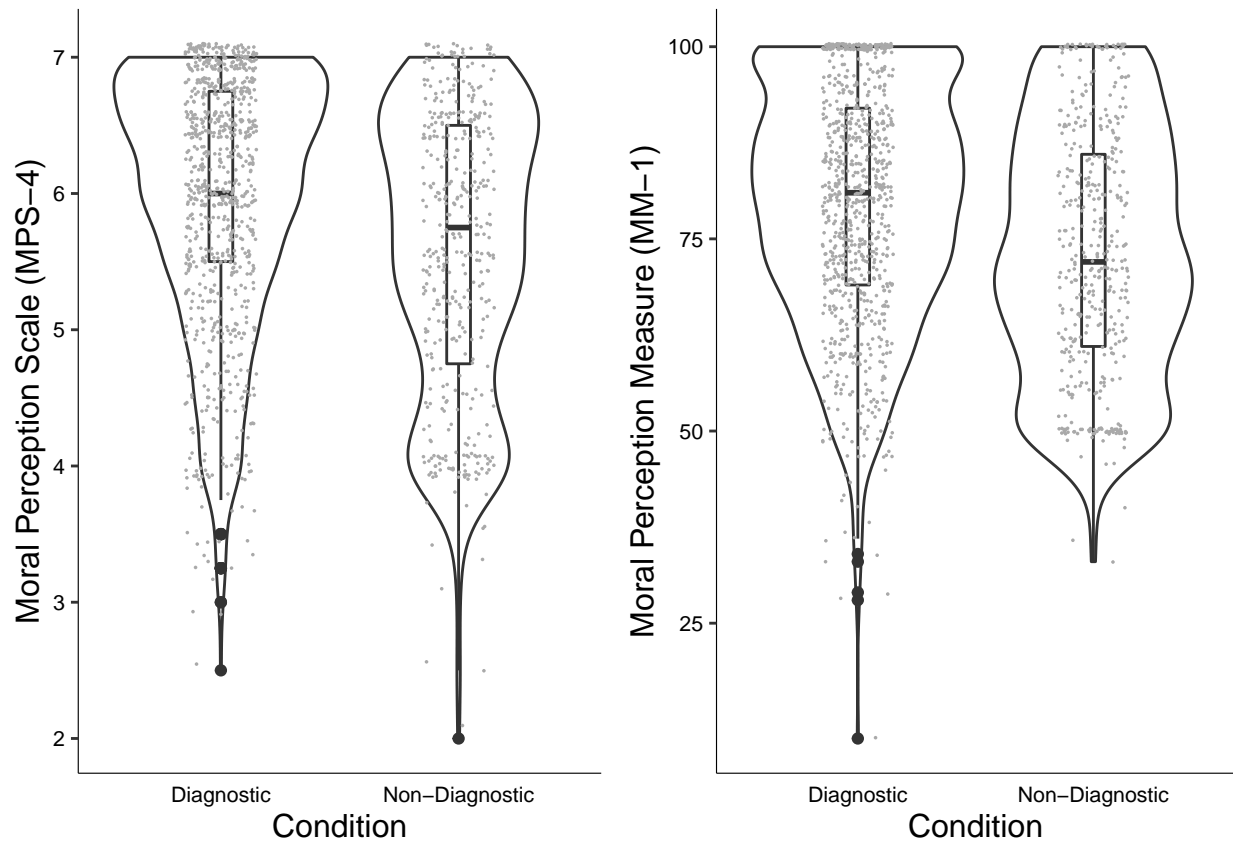 Moral Perception Scale (MPS−4)
7
6
5
4
3
2
Diagnostic
Non−Diagnostic
Condition
Moral Perception Measure (MM−1)
100
75
50
25
Diagnostic
Non−Diagnostic
Condition